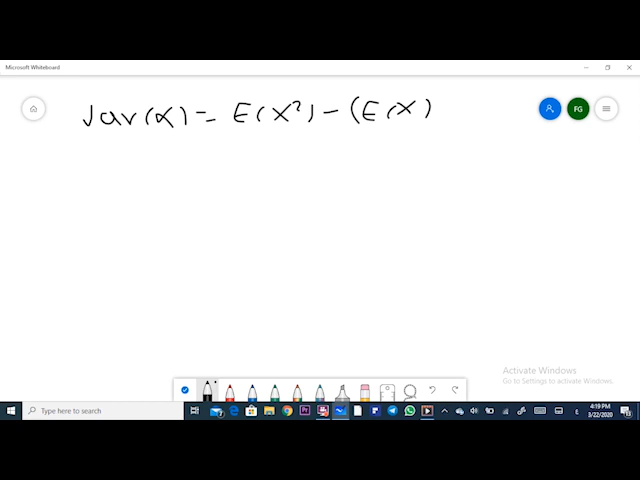 Microsoft Whiteboard
Var(X) = E(X²) - (E(X)
FG
Activate Windows
Go to Settings to activate Windows.
Type here to search
4:19 PM
3/22/2020